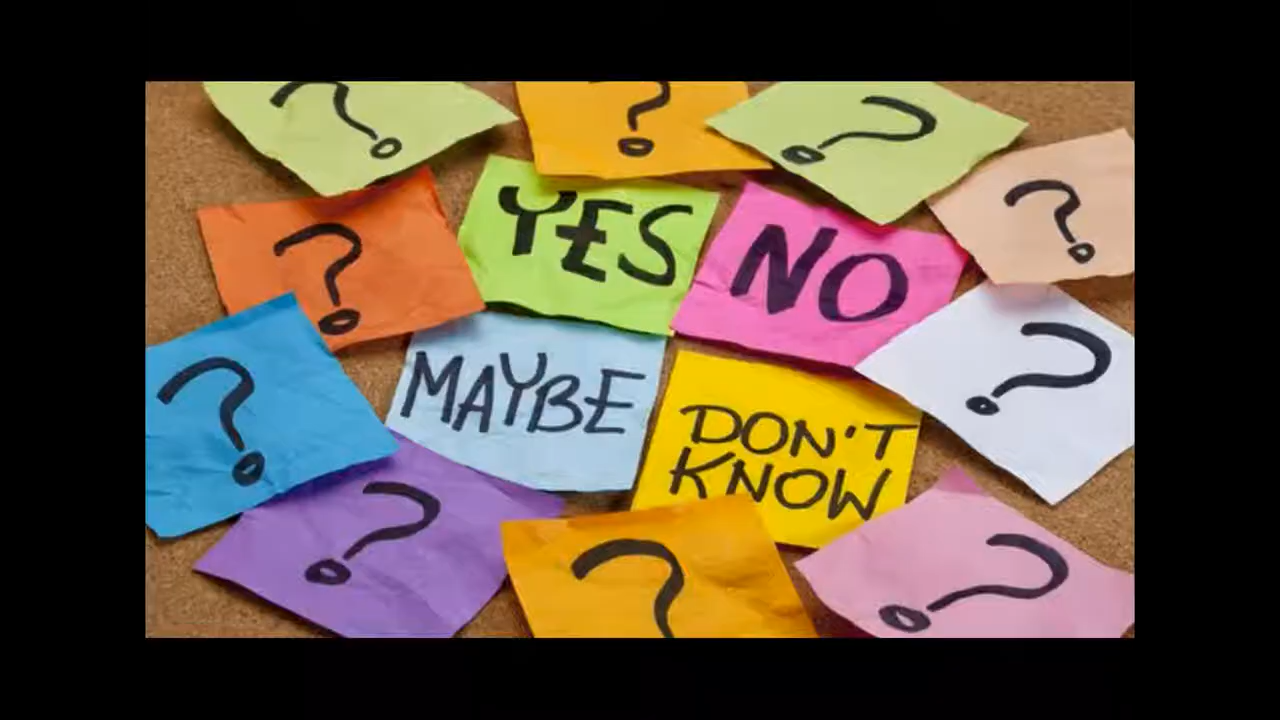 ? ? ?
? YES NO ?
? MAYBE DON'T ?
KNOW
? ? ?